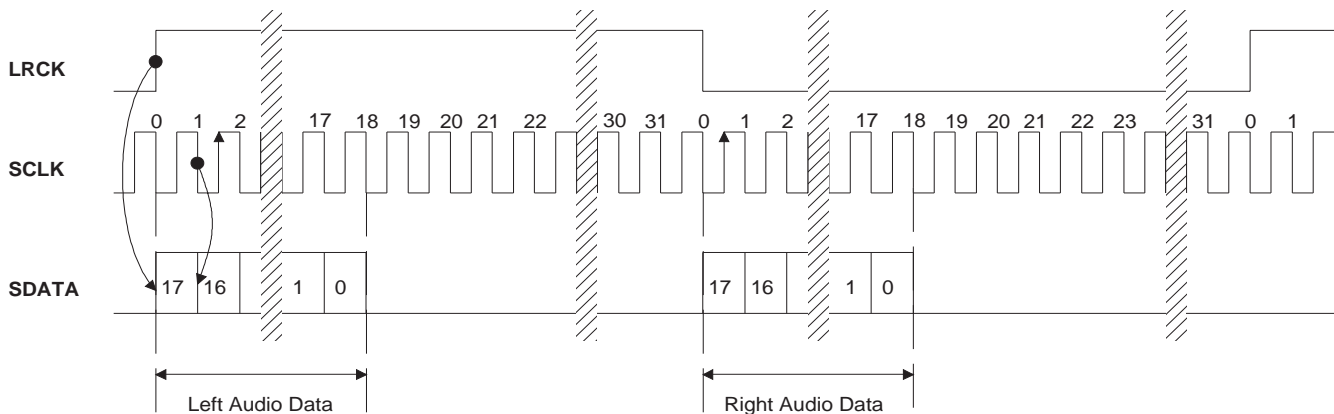 LRCK
0 1 2 17 18 19 20 21 22 30 31 0 1 2 17 18 19 20 21 22 23 31 0 1
SCLK
SDATA 17 16 1 0 17 16 1 0
Left Audio Data Right Audio Data